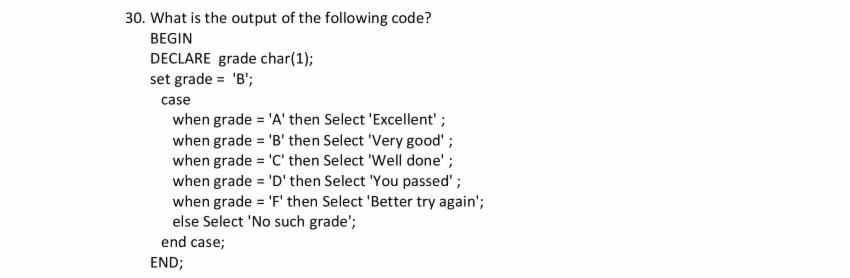 30. What is the output of the following code?
BEGIN
DECLARE grade char(1);
set grade = 'B';
case
when grade = 'A' then Select 'Excellent' ;
when grade = 'B' then Select 'Very good' ;
when grade = 'C' then Select 'Well done' ;
when grade = 'D' then Select 'You passed' ;
when grade = 'F' then Select 'Better try again';
else Select 'No such grade';
end case;
END;